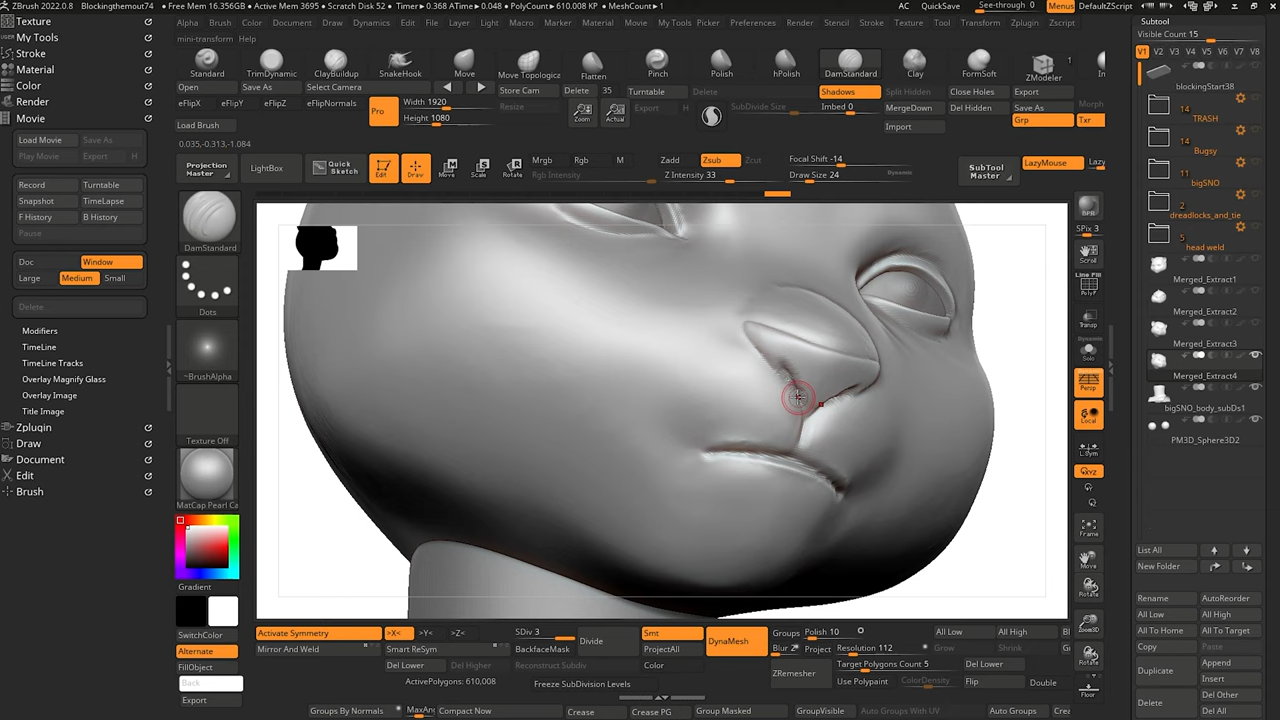 ZBrush 2022.0.8 Blockingthemout74 • Free Mem 16.356GB • Active Mem 3695 • Scratch Disk 52 • Timer▸0.368 ATime▸0.048 • PolyCount▸610.008 KP • MeshCount▸1 AC QuickSave See-through 0 Menus DefaultZScript
Alpha Brush Color Document Draw Dynamics Edit File Layer Light Macro Marker Material Movie My Tools Picker Preferences Render Stencil Stroke Surface Texture Tool Transform Zplugin Zscript
mini-transform Help
Texture
My Tools
Stroke
Material
Color
Render
Movie
Load Movie Save As
Play Movie Export H
Record Turntable
Snapshot TimeLapse
F History B History
Pause
Doc Window
Large Medium Small
Delete
Modifiers
TimeLine
TimeLine Tracks
Overlay Magnify Glass
Overlay Image
Title Image
Zplugin
Draw
Document
Edit
Brush
Standard TrimDynamic ClayBuildup SnakeHook Move Move Topologica Flatten Pinch Polish hPolish DamStandard Clay FormSoft ZModeler 1
Open Save As Select Camera Store Cam Delete 35 Turntable Delete Shadows Split Hidden Close Holes Export
eFlipX eFlipY eFlipZ eFlipNormals Pro Width 1920 Height 1080 Resize Zoom Actual Export H SubDivide Size Imbed 0 MergeDown Del Hidden Save As Morph
Load Brush Import Grp Txr
0.035,-0.313,-1.084
Projection Master LightBox Quick Sketch Edit Draw Move Scale Rotate Mrgb Rgb M Zadd Zsub Zcut Focal Shift -14 SubTool Master LazyMouse
Rgb Intensity Z Intensity 33 Draw Size 24 Dynamic
DamStandard
Dots
~BrushAlpha
Texture Off
MatCap Pearl Ca
Gradient
SwitchColor
Alternate
FillObject
Back
Export
BPR
SPix 3
Scroll
Line Fill
PolyF
Transp
Dynamic
Solo
Persp
Local
L.Sym
XYZ
Frame
Move
Rotate
Zoom3D
Rotate
Floor
Subtool
Visible Count 15
V1 V2 V3 V4 V5 V6 V7 V8
blockingStart38
14
TRASH
14
Bugsy
11
bigSNO
2
dreadlocks_and_tie
5
head weld
Merged_Extract1
Merged_Extract2
Merged_Extract3
Merged_Extract4
bigSNO_body_subDs1
PM3D_Sphere3D2
List All
New Folder
Rename AutoReorder
All Low All High
All To Home All To Target
Copy Paste
Duplicate Append
Insert
Delete Del Other
Del All
Activate Symmetry >X< >Y< >Z< SDiv 3 Divide Smt DynaMesh Groups Polish 10 All Low All High
Mirror And Weld Smart ReSym BackfaceMask ProjectAll Blur 2 Project Resolution 112 Grow Shrink
Del Lower Del Higher Reconstruct Subdiv Color ZRemesher Target Polygons Count 5 Del Lower
ActivePolygons: 610,008 Freeze SubDivision Levels Use Polypaint ColorDensity Flip Double
Groups By Normals MaxAn Compact Now Crease Crease PG Group Masked GroupVisible Auto Groups With UV Auto Groups